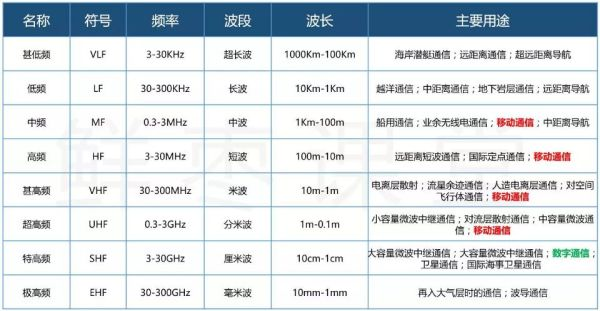 名称 符号 频率 波段 波长 主要用途
甚低频 VLF 3-30KHz 超长波 1000Km-100Km 海岸潜艇通信；远距离通信；超远距离导航
低频 LF 30-300KHz 长波 10Km-1Km 越洋通信；中距离通信；地下岩层通信；远距离导航
中频 MF 0.3-3MHz 中波 1Km-100m 船用通信；业余无线电通信；移动通信；中距离导航
高频 HF 3-30MHz 短波 100m-10m 远距离短波通信；国际定点通信；移动通信
甚高频 VHF 30-300MHz 米波 10m-1m 电离层散射；流星余迹通信；人造电离层通信；对空间
飞行体通信；移动通信
超高频 UHF 0.3-3GHz 分米波 1m-0.1m 小容量微波中继通信；对流层散射通信；中容量微波通
信；移动通信
特高频 SHF 3-30GHz 厘米波 10cm-1cm 大容量微波中继通信；大容量微波中继通信；数字通信
；卫星通信；国际海事卫星通信
极高频 EHF 30-300GHz 毫米波 10mm-1mm 再入大气层时的通信；波导通信
鲜枣课堂